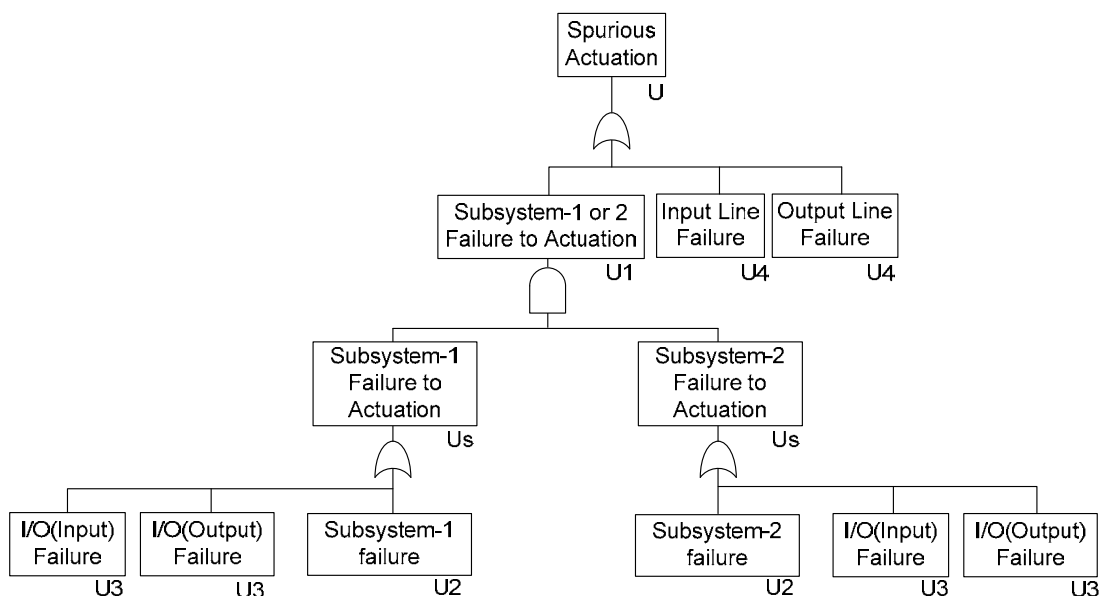 Spurious
Actuation
U
Subsystem-1 or 2
Failure to Actuation
U1
Input Line
Failure
U4
Output Line
Failure
U4
Subsystem-1
Failure to
Actuation
Us
Subsystem-2
Failure to
Actuation
Us
I/O(Input)
Failure
U3
I/O(Output)
Failure
U3
Subsystem-1
failure
U2
Subsystem-2
failure
U2
I/O(Input)
Failure
U3
I/O(Output)
Failure
U3